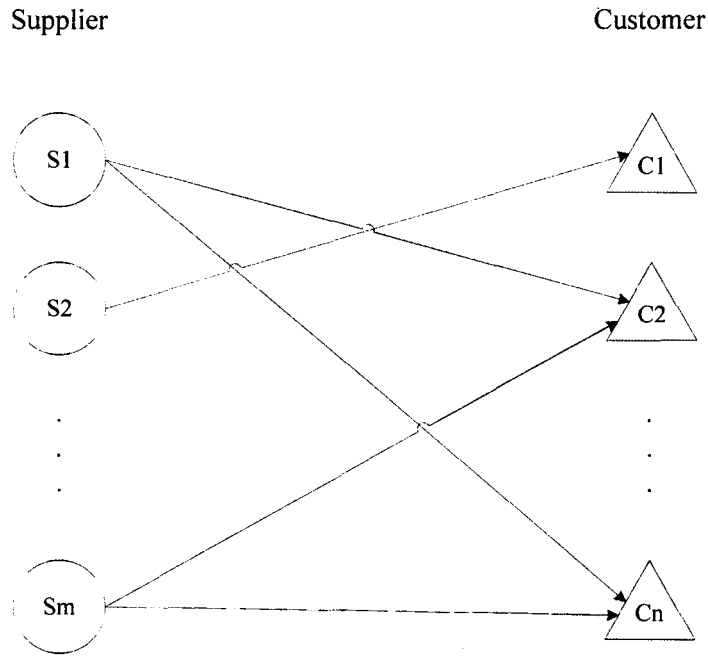 Supplier Customer
S1 C1
S2 C2
. .
. .
. .
Sm Cn